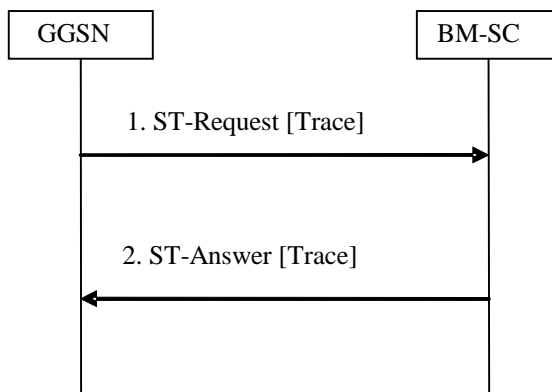 GGSN
BM-SC
1. ST-Request [Trace]
2. ST-Answer [Trace]